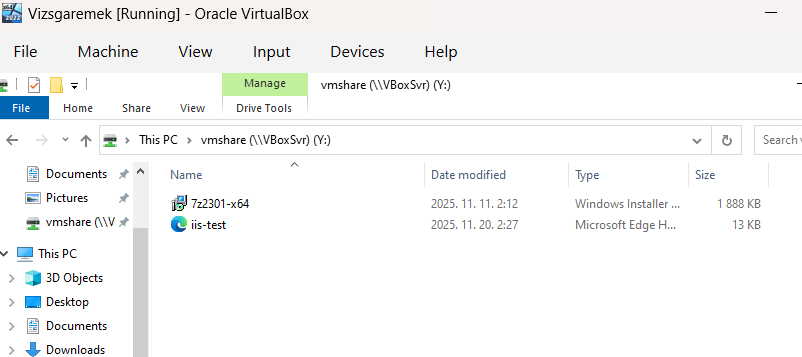 Vizsgaremek [Running] - Oracle VirtualBox
File Machine View Input Devices Help
Manage vmshare (\\VBoxSvr) (Y:)
File Home Share View Drive Tools
This PC vmshare (\\VBoxSvr) (Y:) Search
Name Date modified Type Size
Documents
Pictures 7z2301-x64 2025. 11. 11. 2:12 Windows Installer ... 1 888 KB
vmshare (\\V iis-test 2025. 11. 20. 2:27 Microsoft Edge H... 13 KB
This PC
3D Objects
Desktop
Documents
Downloads